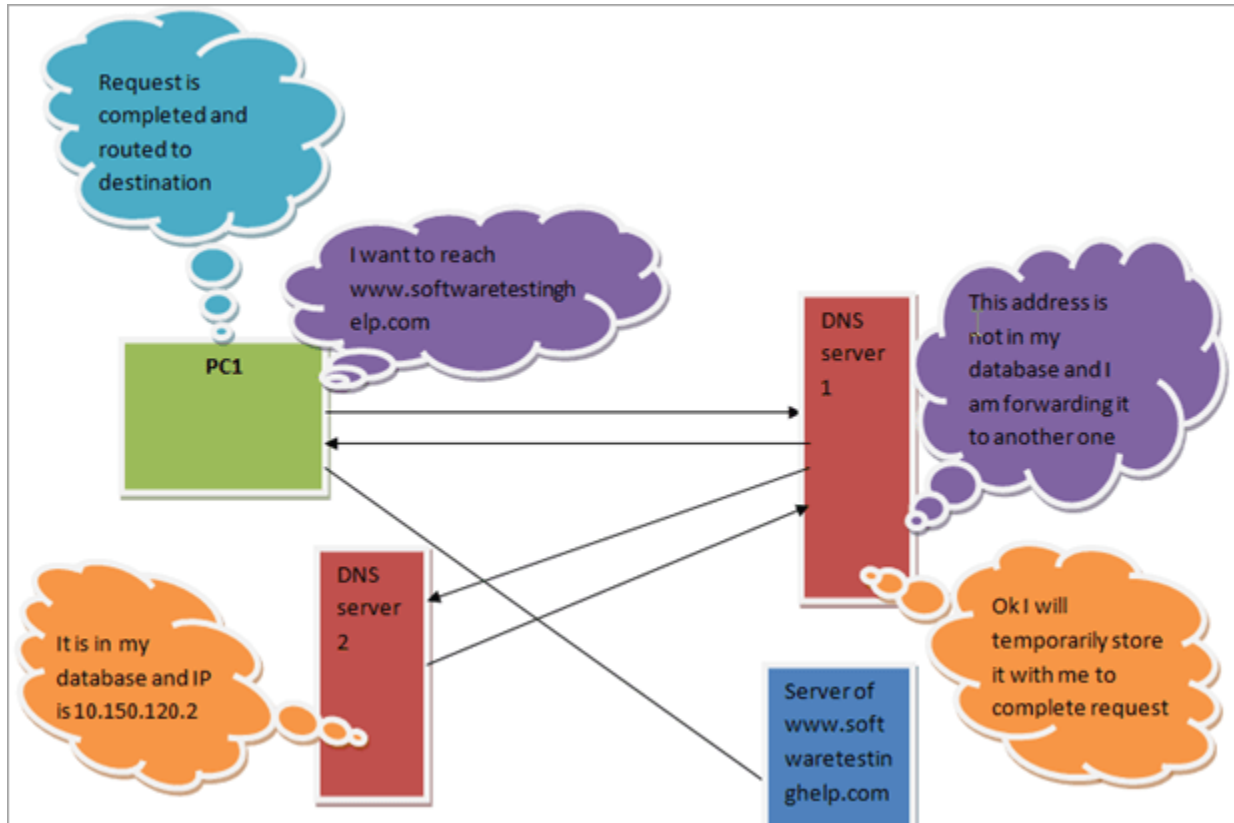 Request is
completed and
routed to
destination
I want to reach
www.softwaretestingh
elp.com
PC1
DNS
server
1
This address is
not in my
database and I
am forwarding it
to another one
DNS
server
2
It is in my
database and IP
is 10.150.120.2
Ok I will
temporarily store
it with me to
complete request
Server of
www.soft
waretestin
ghelp.com